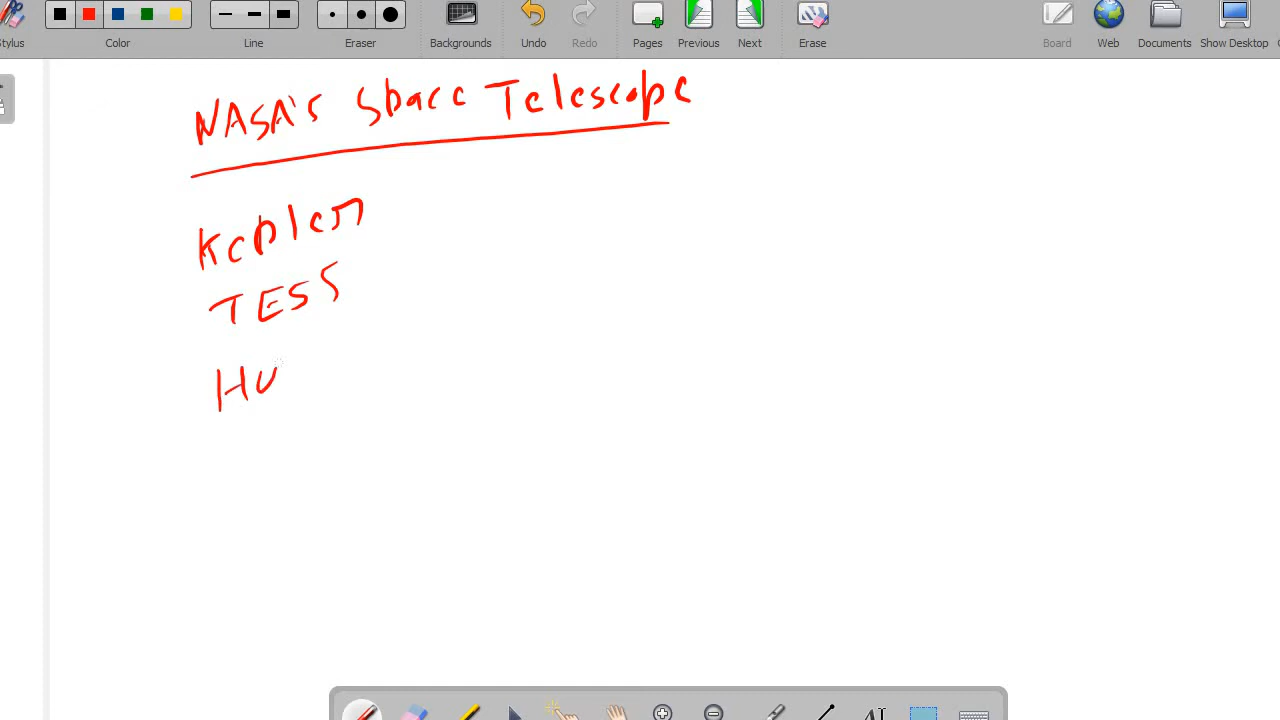 Stylus Color Line Eraser Backgrounds Undo Redo Pages Previous Next Erase Board Web Documents Show Desktop
NASA's Space Telescope
Kepler
TESS
HU